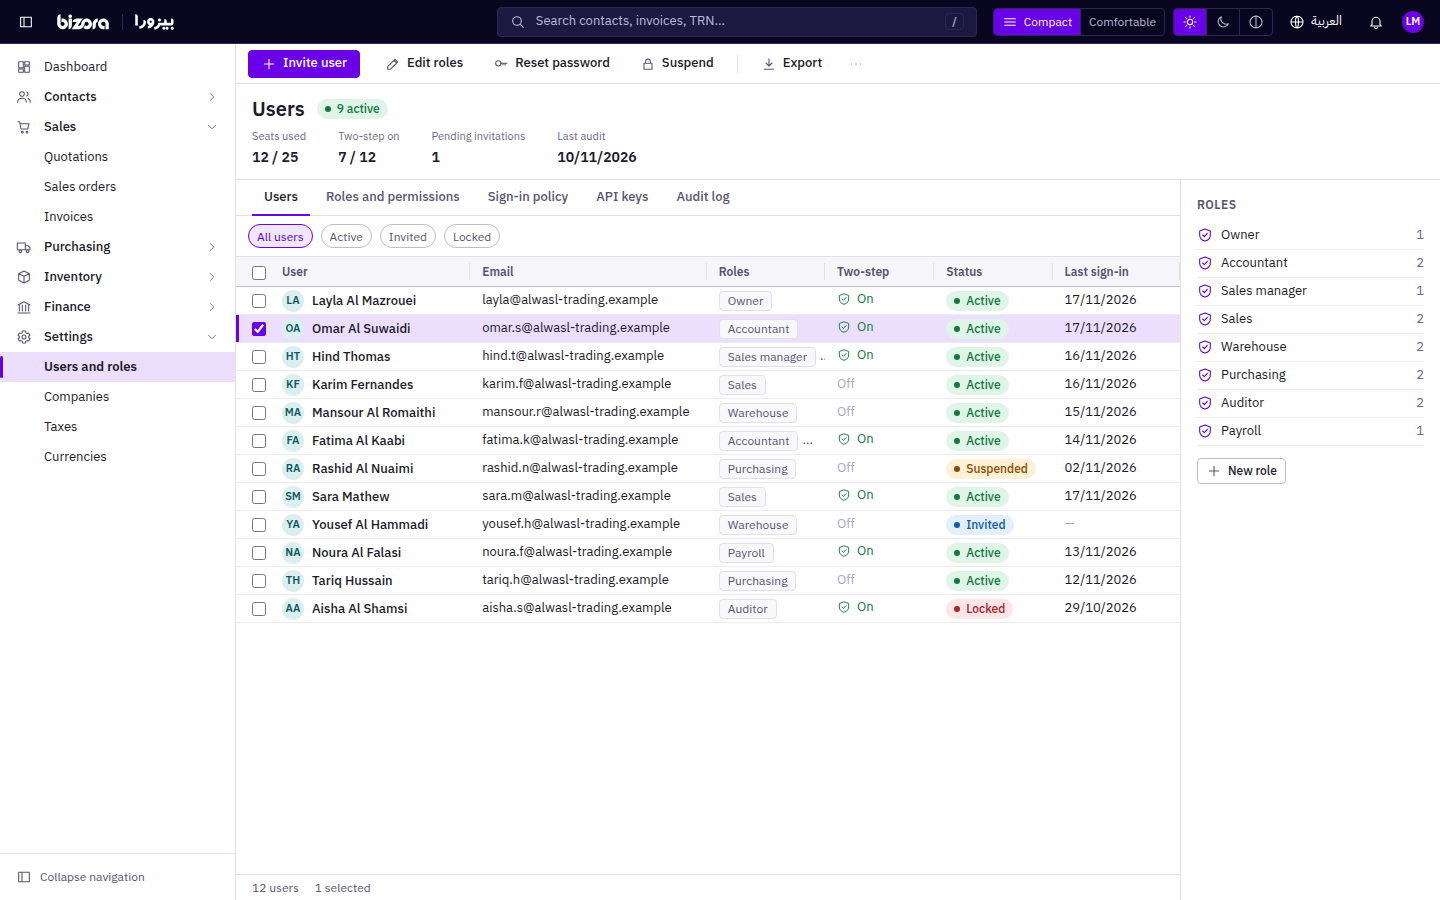 bizora بيزورا Search contacts, invoices, TRN... / Compact Comfortable العربية LM
Dashboard
Contacts
Sales
Quotations
Sales orders
Invoices
Purchasing
Inventory
Finance
Settings
Users and roles
Companies
Taxes
Currencies
Collapse navigation
Invite user Edit roles Reset password Suspend Export ...
Users 9 active
Seats used Two-step on Pending invitations Last audit
12 / 25 7 / 12 1 10/11/2026
Users Roles and permissions Sign-in policy API keys Audit log
All users Active Invited Locked
User Email Roles Two-step Status Last sign-in
LA Layla Al Mazrouei layla@alwasl-trading.example Owner On Active 17/11/2026
OA Omar Al Suwaidi omar.s@alwasl-trading.example Accountant On Active 17/11/2026
HT Hind Thomas hind.t@alwasl-trading.example Sales manager ... On Active 16/11/2026
KF Karim Fernandes karim.f@alwasl-trading.example Sales Off Active 16/11/2026
MA Mansour Al Romaithi mansour.r@alwasl-trading.example Warehouse Off Active 15/11/2026
FA Fatima Al Kaabi fatima.k@alwasl-trading.example Accountant ... On Active 14/11/2026
RA Rashid Al Nuaimi rashid.n@alwasl-trading.example Purchasing Off Suspended 02/11/2026
SM Sara Mathew sara.m@alwasl-trading.example Sales On Active 17/11/2026
YA Yousef Al Hammadi yousef.h@alwasl-trading.example Warehouse Off Invited —
NA Noura Al Falasi noura.f@alwasl-trading.example Payroll On Active 13/11/2026
TH Tariq Hussain tariq.h@alwasl-trading.example Purchasing Off Active 12/11/2026
AA Aisha Al Shamsi aisha.s@alwasl-trading.example Auditor On Locked 29/10/2026
12 users 1 selected
ROLES
Owner 1
Accountant 2
Sales manager 1
Sales 2
Warehouse 2
Purchasing 2
Auditor 2
Payroll 1
New role